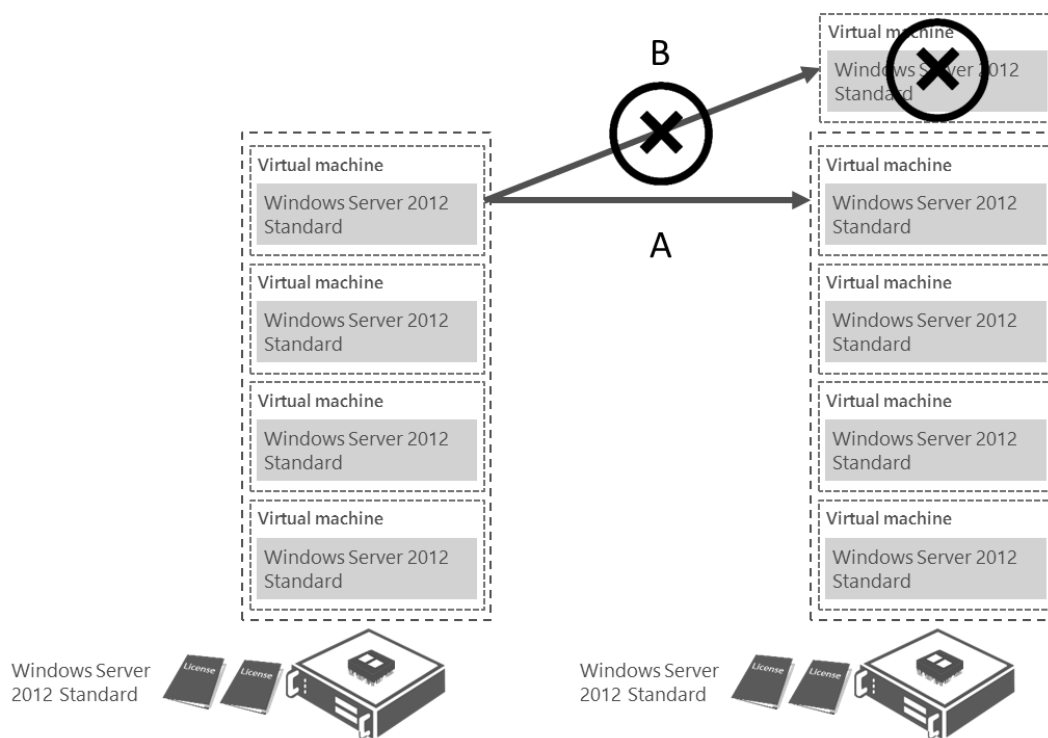 Virtual machine
Windows Server 2012
Standard
B
Virtual machine
Windows Server 2012
Standard
Virtual machine
Windows Server 2012
Standard
A
Virtual machine
Windows Server 2012
Standard
Virtual machine
Windows Server 2012
Standard
Virtual machine
Windows Server 2012
Standard
Virtual machine
Windows Server 2012
Standard
Virtual machine
Windows Server 2012
Standard
Virtual machine
Windows Server 2012
Standard
Windows Server
2012 Standard
License
License
Windows Server
2012 Standard
License
License